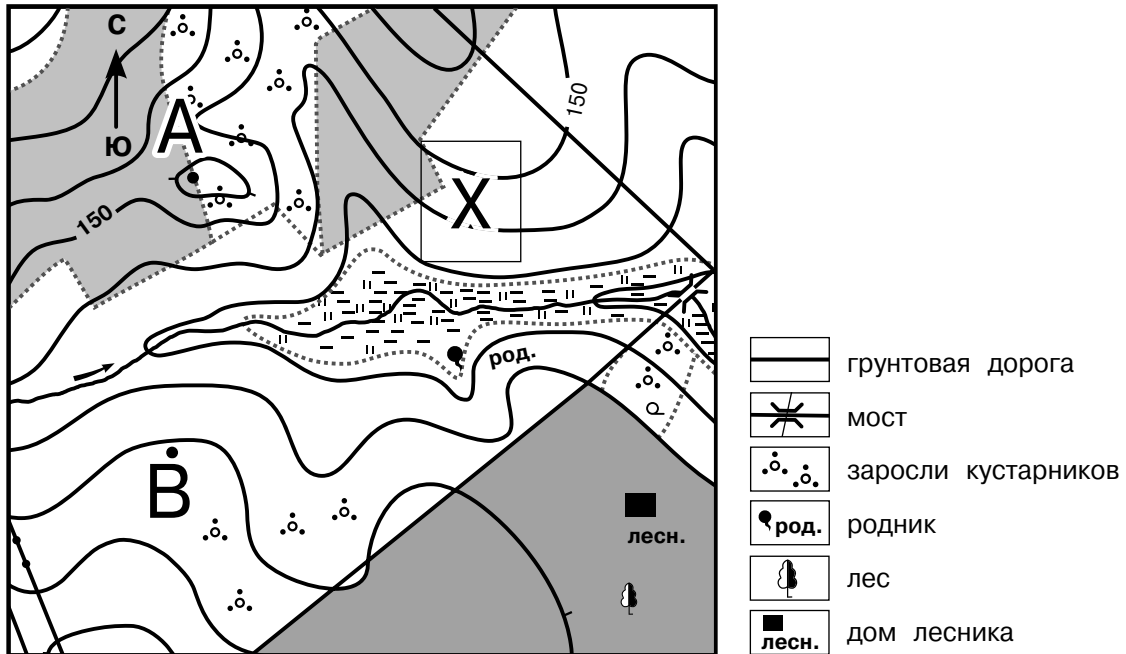 С
Ю
А
150
150
Х
род.
В
лесн.
грунтовая дорога
мост
заросли кустарников
род. родник
лес
лесн. дом лесника